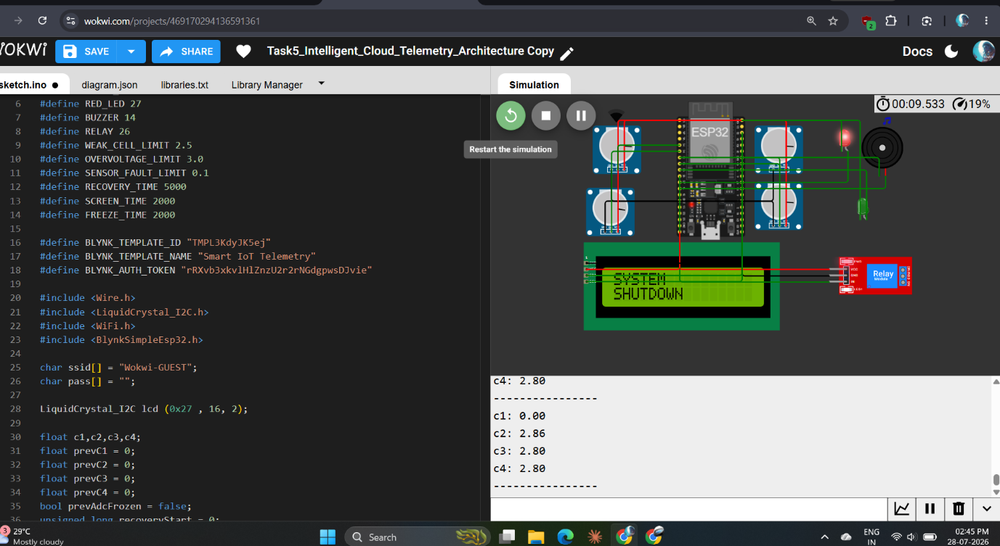 wokwi.com/projects/469170294136591361
2
WOKWI
SAVE
SHARE
Task5_Intelligent_Cloud_Telemetry_Architecture Copy
Docs
sketch.ino ●
diagram.json
libraries.txt
Library Manager
Simulation
6 #define RED_LED 27
7 #define BUZZER 14
8 #define RELAY 26
9 #define WEAK_CELL_LIMIT 2.5
10 #define OVERVOLTAGE_LIMIT 3.0
11 #define SENSOR_FAULT_LIMIT 0.1
12 #define RECOVERY_TIME 5000
13 #define SCREEN_TIME 2000
14 #define FREEZE_TIME 2000
15
16 #define BLYNK_TEMPLATE_ID "TMPL3KdyJK5ej"
17 #define BLYNK_TEMPLATE_NAME "Smart IoT Telemetry"
18 #define BLYNK_AUTH_TOKEN "rRXvb3xkvlHlZnzU2r2rNGdgpwsDJvie"
19
20 #include <Wire.h>
21 #include <LiquidCrystal_I2C.h>
22 #include <WiFi.h>
23 #include <BlynkSimpleEsp32.h>
24
25 char ssid[] = "Wokwi-GUEST";
26 char pass[] = "";
27
28 LiquidCrystal_I2C lcd (0x27 , 16, 2);
29
30 float c1,c2,c3,c4;
31 float prevC1 = 0;
32 float prevC2 = 0;
33 float prevC3 = 0;
34 float prevC4 = 0;
35 bool prevAdcFrozen = false;
36 unsigned long recoveryStart = 0;
00:09.533
19%
Restart the simulation
ESP32
SYSTEM
SHUTDOWN
PWR
VCC
GND
IN
LED1
Relay
Module
c4: 2.80
----------------
c1: 0.00
c2: 2.86
c3: 2.80
c4: 2.80
----------------
3
29°C
Mostly cloudy
Search
ENG
IN
02:45 PM
28-07-2026